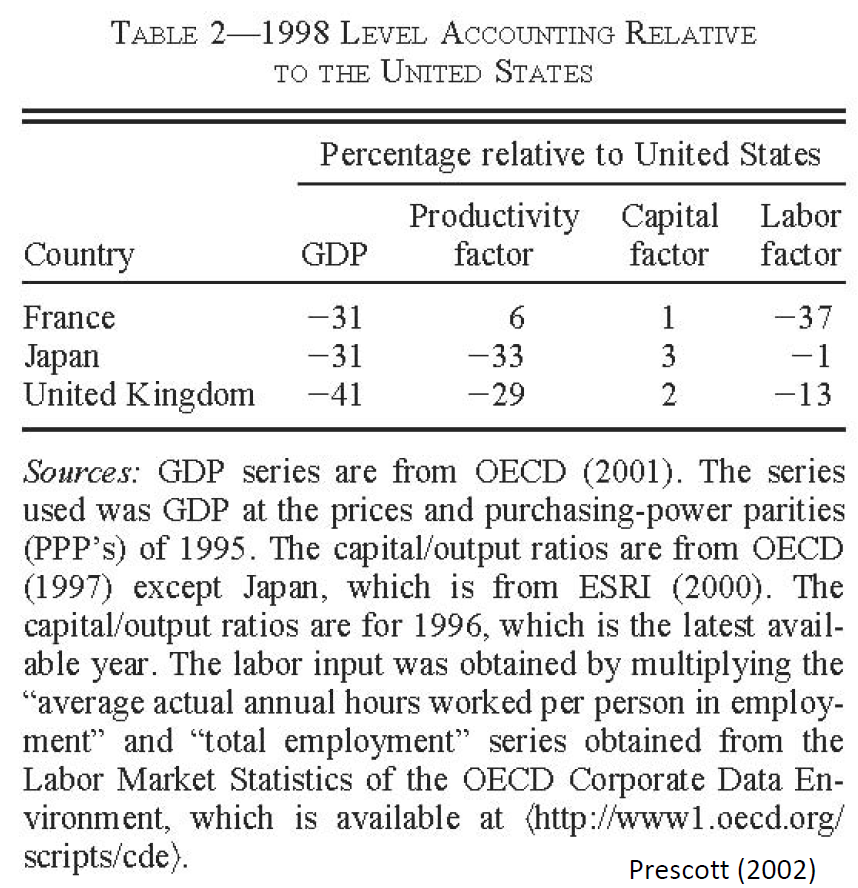 TABLE 2—1998 LEVEL ACCOUNTING RELATIVE
TO THE UNITED STATES
Percentage relative to United States
Productivity Capital Labor
Country GDP factor factor factor
France −31 6 1 −37
Japan −31 −33 3 −1
United Kingdom −41 −29 2 −13
Sources: GDP series are from OECD (2001). The series
used was GDP at the prices and purchasing-power parities
(PPP's) of 1995. The capital/output ratios are from OECD
(1997) except Japan, which is from ESRI (2000). The
capital/output ratios are for 1996, which is the latest avail-
able year. The labor input was obtained by multiplying the
“average actual annual hours worked per person in employ-
ment” and “total employment” series obtained from the
Labor Market Statistics of the OECD Corporate Data En-
vironment, which is available at ⟨http://www1.oecd.org/
scripts/cde⟩.
Prescott (2002)